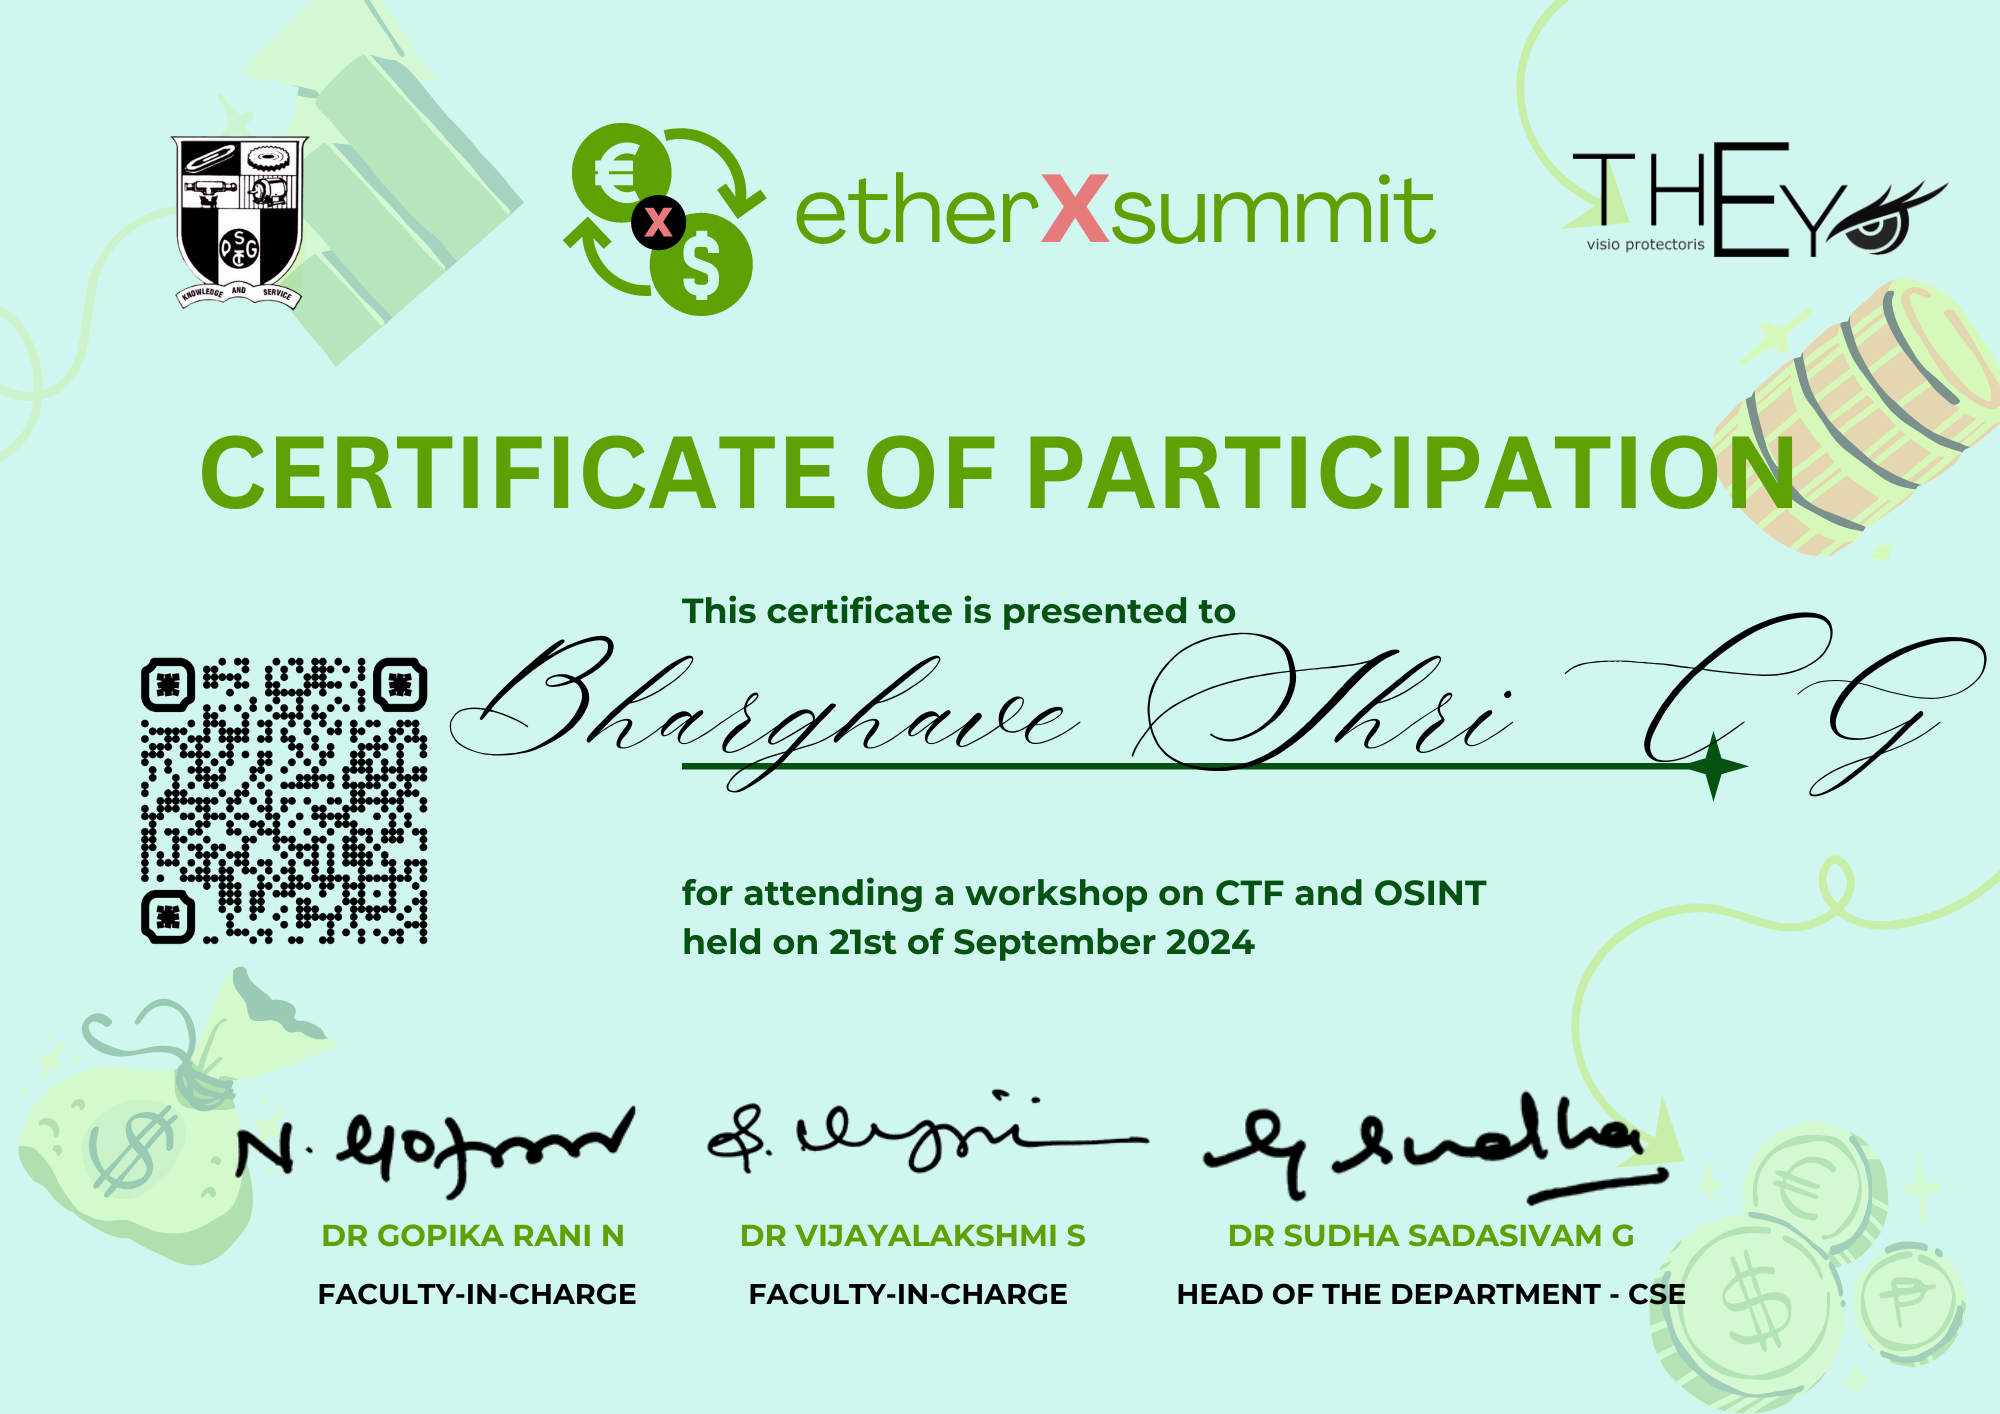 PSG
CT
KNOWLEDGE AND SERVICE
€
X
$
etherXsummit
THEY
visio protectoris
CERTIFICATE OF PARTICIPATION
This certificate is presented to
Bharghave Shri C G
for attending a workshop on CTF and OSINT
held on 21st of September 2024
N. Gopika
S. Vijayalakshmi
G Sudha
DR GOPIKA RANI N
DR VIJAYALAKSHMI S
DR SUDHA SADASIVAM G
FACULTY-IN-CHARGE
FACULTY-IN-CHARGE
HEAD OF THE DEPARTMENT - CSE